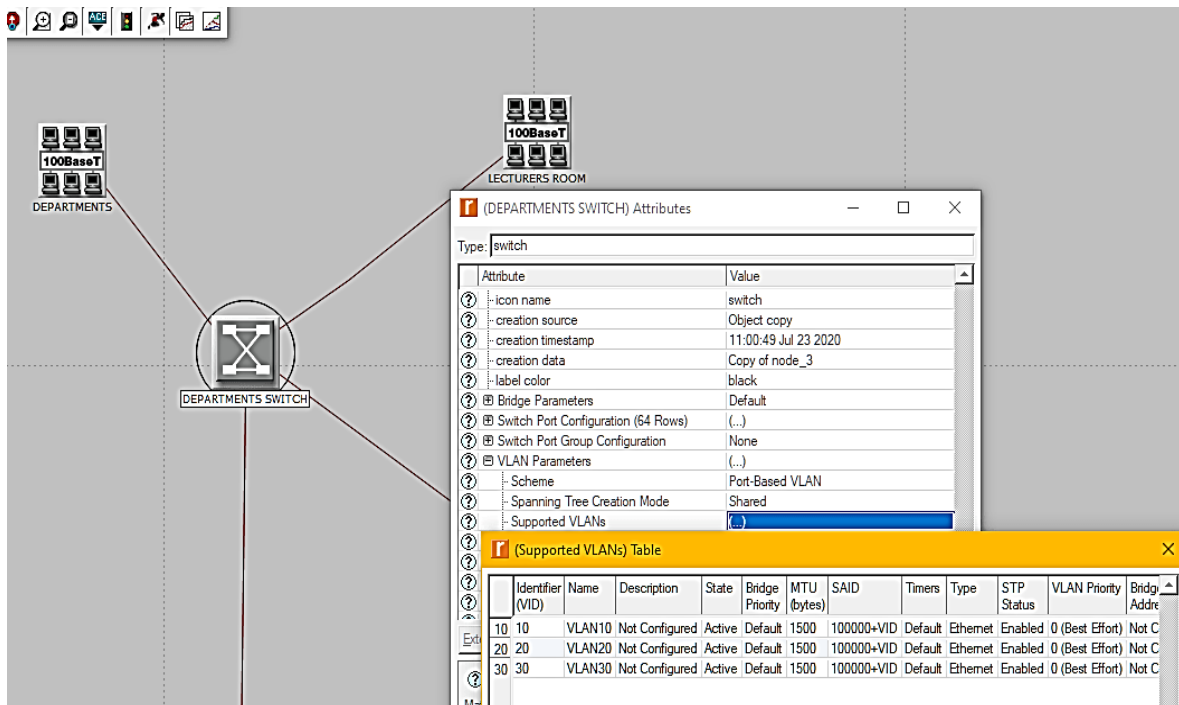 ACE
100BaseT
DEPARTMENTS
100BaseT
LECTURERS ROOM
DEPARTMENTS SWITCH
(DEPARTMENTS SWITCH) Attributes
Type: switch
Attribute Value
icon name switch
creation source Object copy
creation timestamp 11:00:49 Jul 23 2020
creation data Copy of node_3
label color black
Bridge Parameters Default
Switch Port Configuration (64 Rows) (...)
Switch Port Group Configuration None
VLAN Parameters (...)
Scheme Port-Based VLAN
Spanning Tree Creation Mode Shared
Supported VLANs (...)
(Supported VLANs) Table
Identifier (VID) Name Description State Bridge Priority MTU (bytes) SAID Timers Type STP Status VLAN Priority Bridge Addre
10 10 VLAN10 Not Configured Active Default 1500 100000+VID Default Ethernet Enabled 0 (Best Effort) Not C
20 20 VLAN20 Not Configured Active Default 1500 100000+VID Default Ethernet Enabled 0 (Best Effort) Not C
30 30 VLAN30 Not Configured Active Default 1500 100000+VID Default Ethernet Enabled 0 (Best Effort) Not C